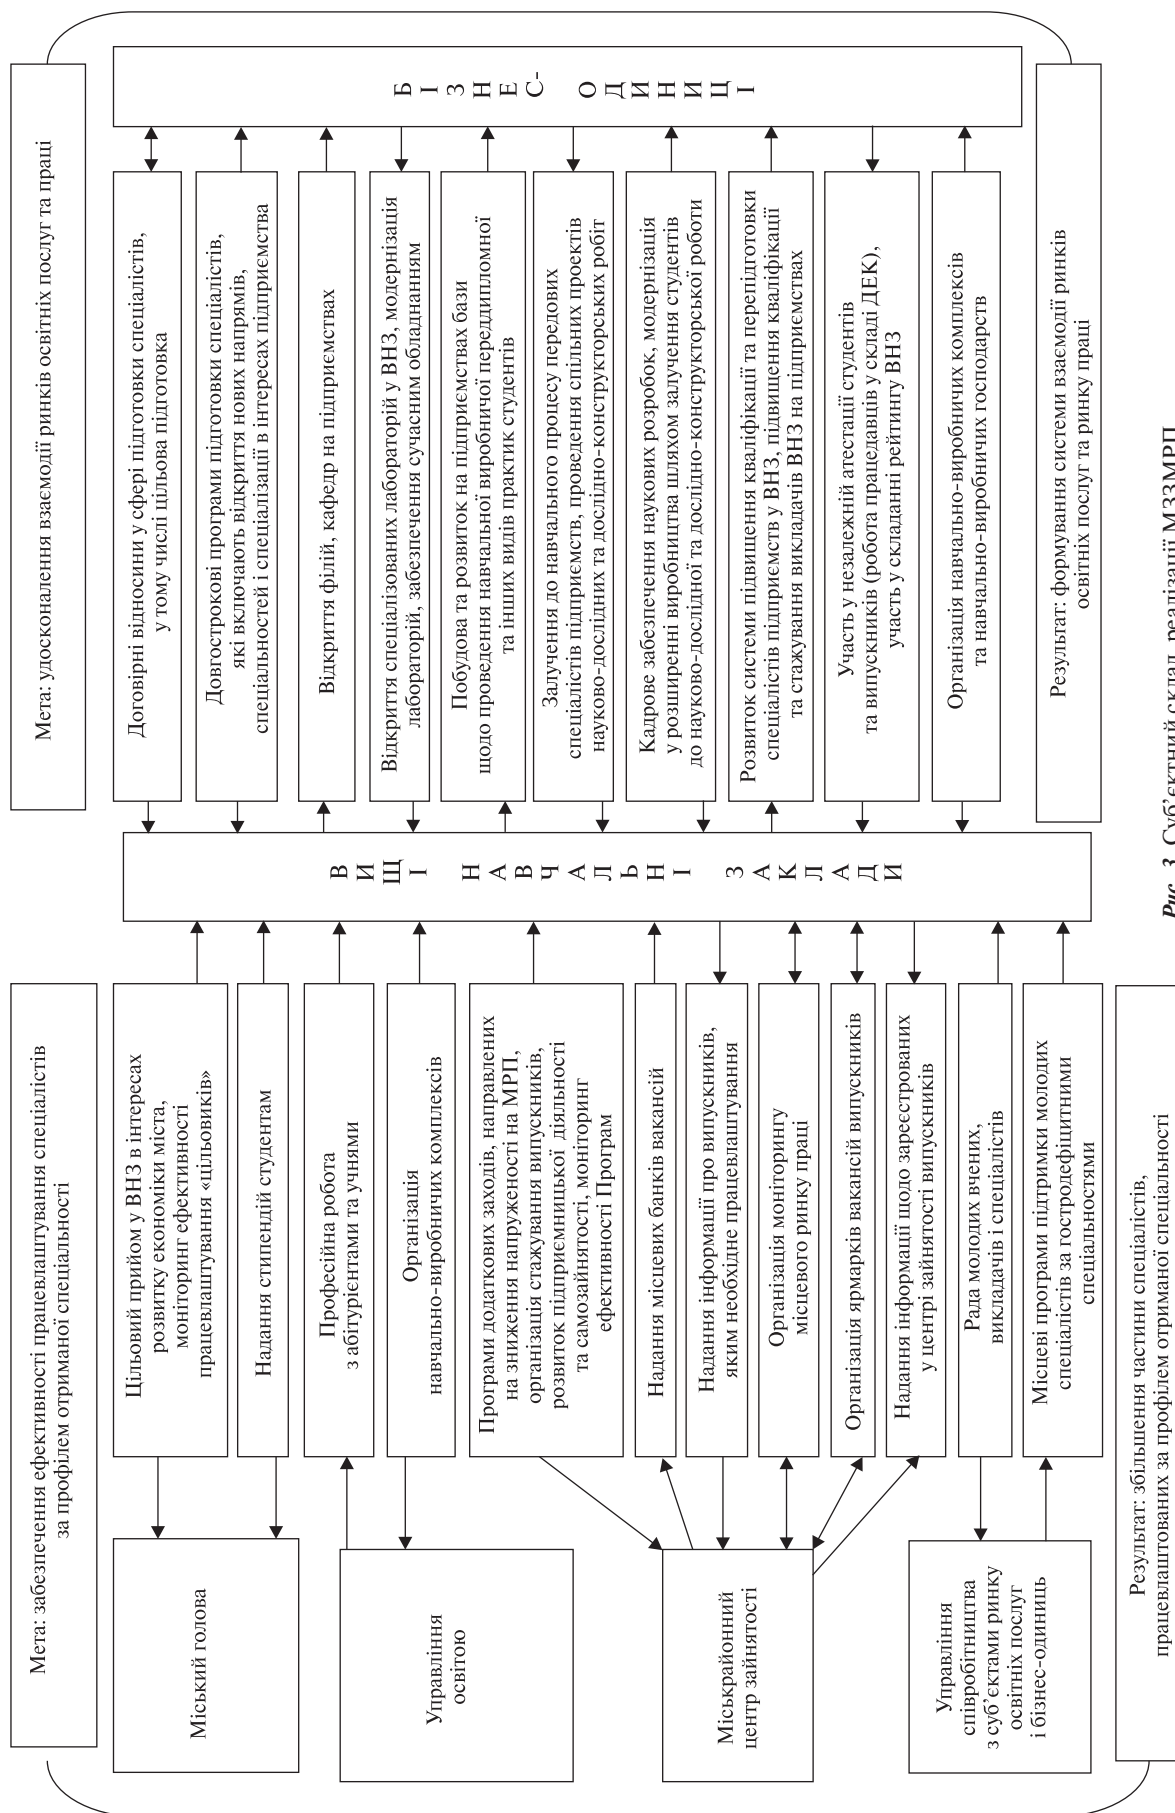 Мета: забезпечення ефективності працевлаштування спеціалістів
за профілем отриманої спеціальності
Міський голова
Управління
освітою
Міськрайонний
центр зайнятості
Управління
співробітництва
з суб’єктами ринку
освітніх послуг
і бізнес-одиниць
Цільовий прийом у ВНЗ в інтересах
розвитку економіки міста,
моніторинг ефективності
працевлаштування «цільовиків»
Надання стипендій студентам
Професійна робота
з абітурієнтами та учнями
Організація
навчально-виробничих комплексів
Програми додаткових заходів, направлених
на зниження напруженості на МРП,
організація стажування випускників,
розвиток підприємницької діяльності
та самозайнятості, моніторинг
ефективності Програм
Надання місцевих банків вакансій
Надання інформації про випускників,
яким необхідне працевлаштування
Організація моніторингу
місцевого ринку праці
Організація ярмарків вакансій випускників
Надання інформації щодо зареєстрованих
у центрі зайнятості випускників
Рада молодих вчених,
викладачів і спеціалістів
Місцеві програми підтримки молодих
спеціалістів за гостродефіцитними
спеціальностями
Результат: збільшення частини спеціалістів,
працевлаштованих за профілем отриманої спеціальності
ВИЩІ НАВЧАЛЬНІ ЗАКЛАДИ
Мета: удосконалення взаємодії ринків освітніх послуг та праці
Договірні відносини у сфері підготовки спеціалістів,
у тому числі цільова підготовка
Довгострокові програми підготовки спеціалістів,
які включають відкриття нових напрямів,
спеціальностей і спеціалізації в інтересах підприємства
Відкриття філій, кафедр на підприємствах
Відкриття спеціалізованих лабораторій у ВНЗ, модернізація
лабораторій, забезпечення сучасним обладнанням
Побудова та розвиток на підприємствах бази
щодо проведення навчальної виробничої переддипломної
та інших видів практик студентів
Залучення до навчального процесу передових
спеціалістів підприємств, проведення спільних проектів
науково-дослідних та дослідно-конструкторських робіт
Кадрове забезпечення наукових розробок, модернізація
у розширенні виробництва шляхом залучення студентів
до науково-дослідної та дослідно-конструкторської роботи
Розвиток системи підвищення кваліфікації та перепідготовки
спеціалістів підприємств у ВНЗ, підвищення кваліфікації
та стажування викладачів ВНЗ на підприємствах
Участь у незалежній атестації студентів
та випускників (робота працедавців у складі ДЕК),
участь у складанні рейтингу ВНЗ
Організація навчально-виробничих комплексів
та навчально-виробничих господарств
Результат: формування системи взаємодії ринків
освітніх послуг та ринку праці
БІЗНЕС- ОДИНИЦІ
Рис. 3. Суб’єктний склад реалізації МЗЗМРП